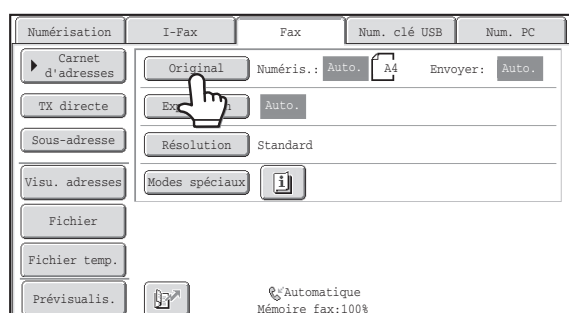 Numérisation I-Fax Fax Num. clé USB Num. PC
Carnet
d'adresses
Original Numéris.: Auto. A4 Envoyer: Auto.
TX directe
Auto.
Sous-adresse
Résolution Standard
Visu. adresses
Modes spéciaux
Fichier
Fichier temp.
Prévisualis.
Automatique
Mémoire fax:100%